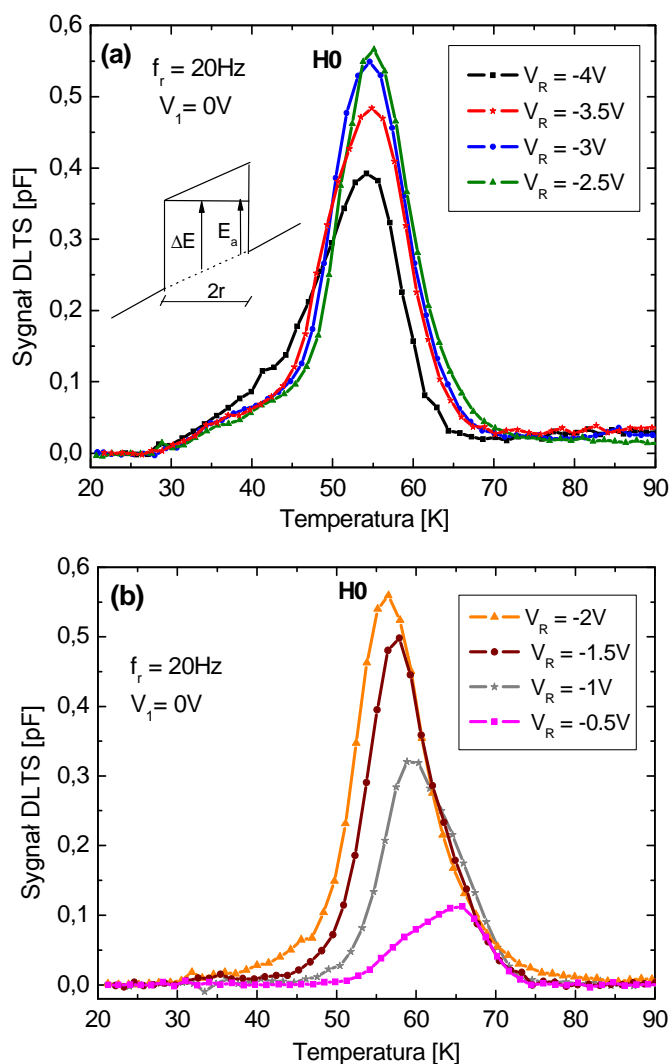 (a)
H0
f_r = 20Hz
V_1= 0V
V_R = -4V
V_R = -3.5V
V_R = -3V
V_R = -2.5V
ΔE
E_a
2r
Sygnał DLTS [pF]
0,6
0,5
0,4
0,3
0,2
0,1
0,0
20 30 40 50 60 70 80 90
Temperatura [K]
(b)
H0
f_r = 20Hz
V_1= 0V
V_R = -2V
V_R = -1.5V
V_R = -1V
V_R = -0.5V
Sygnał DLTS [pF]
0,6
0,5
0,4
0,3
0,2
0,1
0,0
20 30 40 50 60 70 80 90
Temperatura [K]